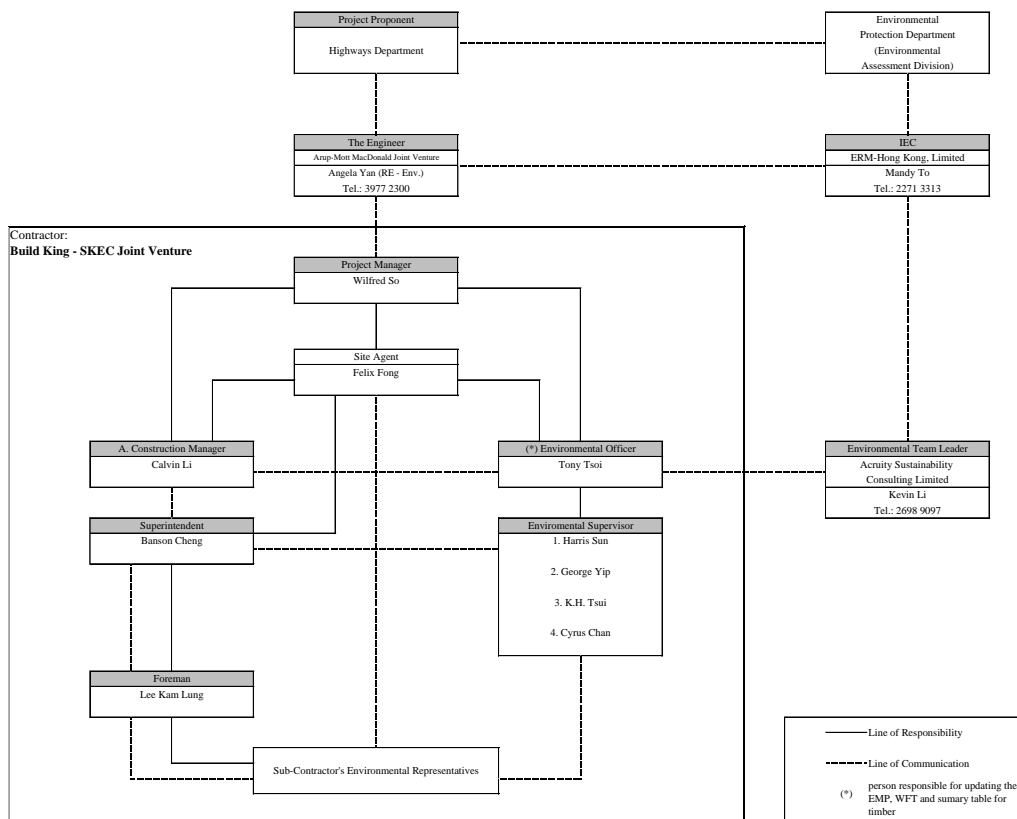 Project Proponent
Highways Department
Environmental
Protection Department
(Environmental
Assessment Division)
The Engineer
Arup-Mott MacDonald Joint Venture
Angela Yan (RE - Env.)
Tel.: 3977 2300
IEC
ERM-Hong Kong, Limited
Mandy To
Tel.: 2271 3313
Contractor:
Build King - SKEC Joint Venture
Project Manager
Wilfred So
Site Agent
Felix Fong
A. Construction Manager
Calvin Li
(*) Environmental Officer
Tony Tsoi
Environmental Team Leader
Acruity Sustainability
Consulting Limited
Kevin Li
Tel.: 2698 9097
Superintendent
Banson Cheng
Enviromental Supervisor
1. Harris Sun
2. George Yip
3. K.H. Tsui
4. Cyrus Chan
Foreman
Lee Kam Lung
Sub-Contractor's Environmental Representatives
Line of Responsibility
Line of Communication
(*) person responsible for updating the
EMP, WFT and sumary table for
timber